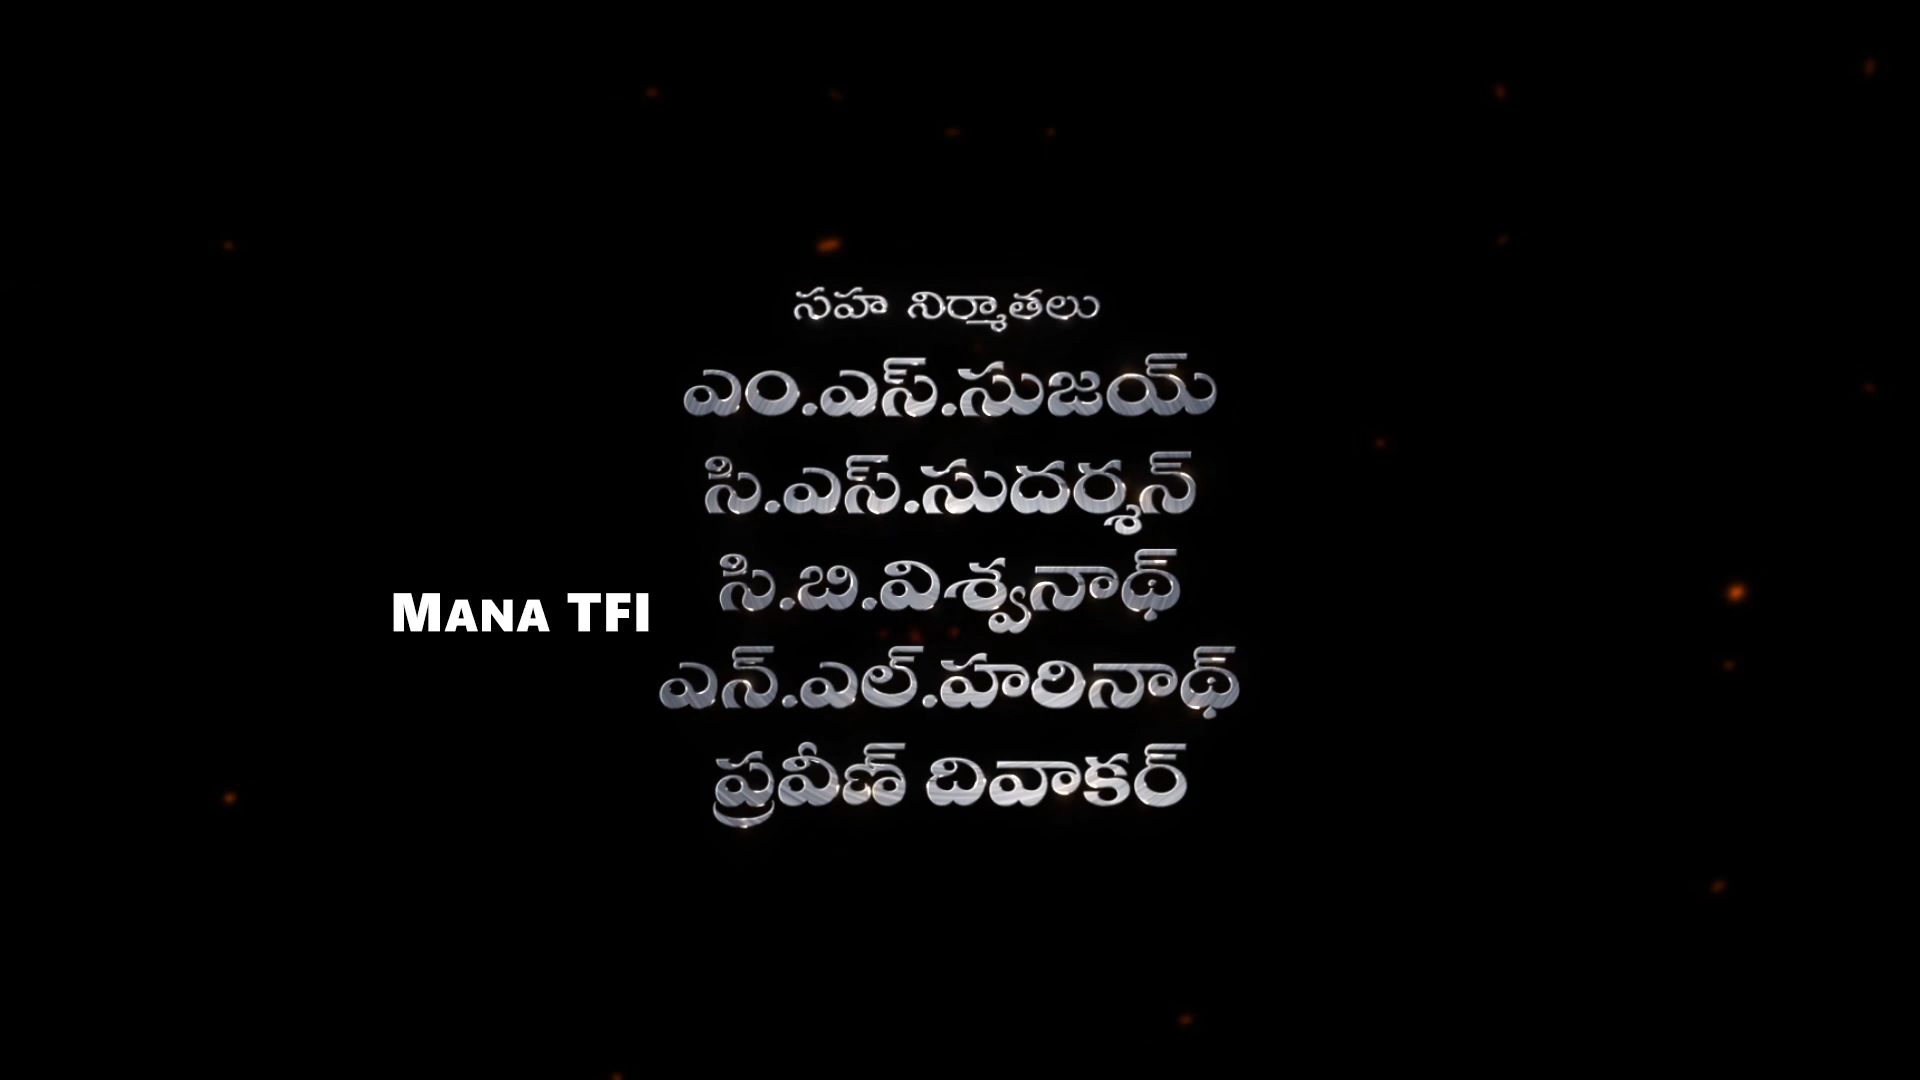 సహ నిర్మాతలు
ఎం.ఎస్.సుజయ్
సి.ఎస్.సుదర్శన్
సి.బి.విశ్వనాథ్
MANA TFI
ఎన్.ఎల్.హరినాథ్
ప్రవీణ్ దివాకర్